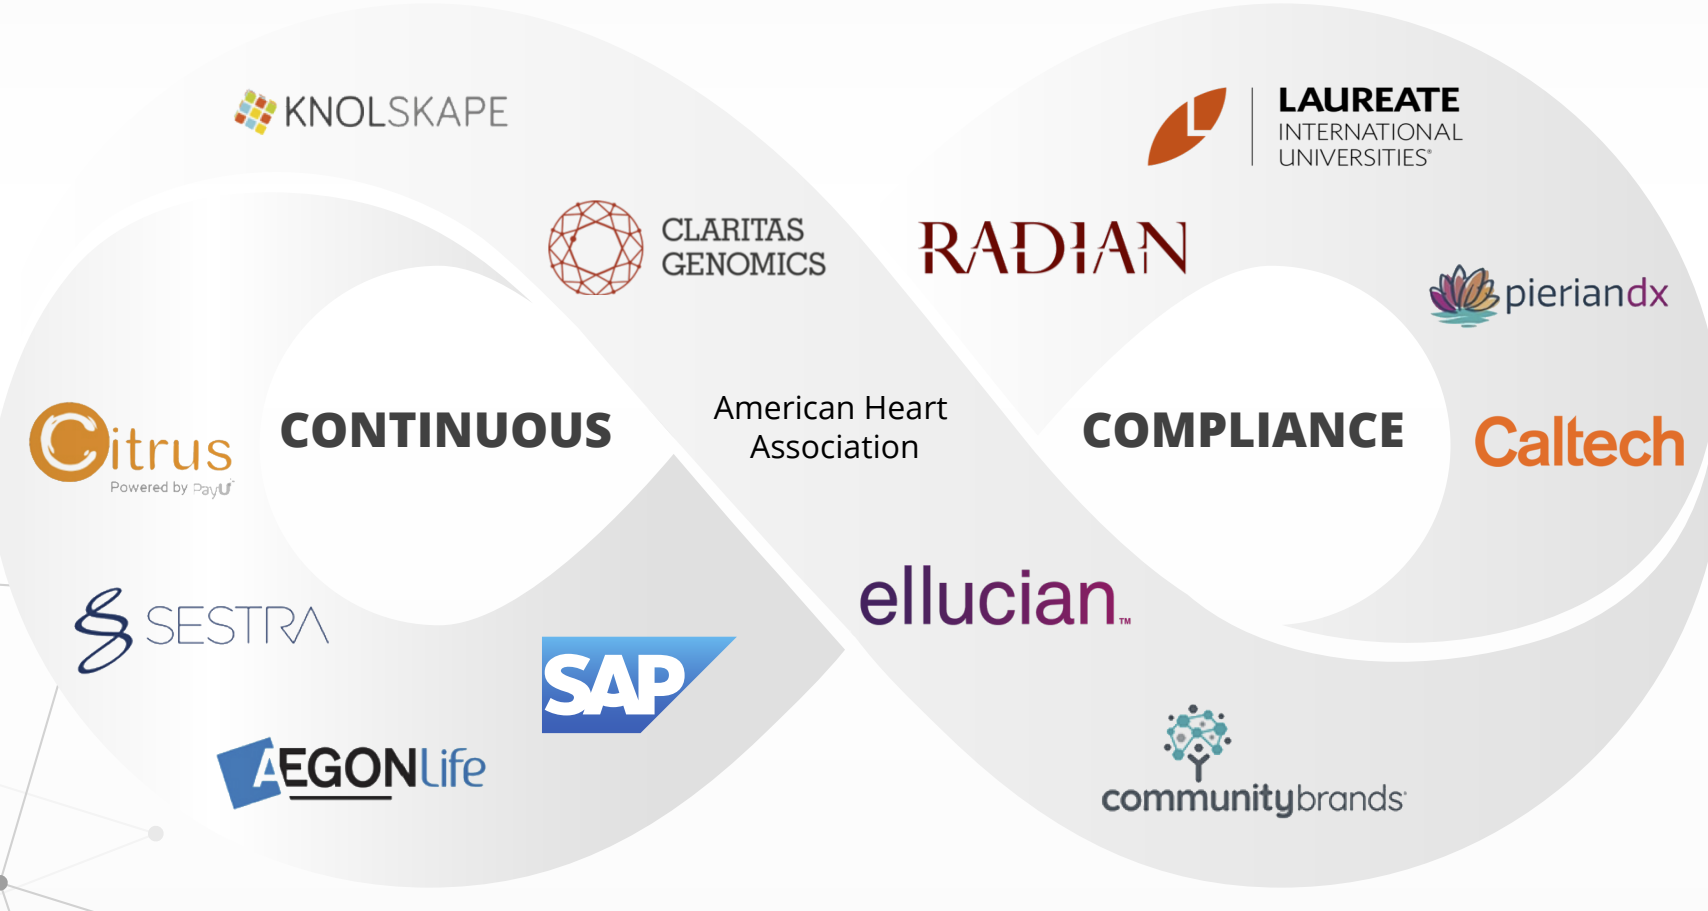 KNOLSKAPE
LAUREATE
INTERNATIONAL
UNIVERSITIES®
CLARITAS
GENOMICS
RADIAN
pieriandx
Citrus
Powered by PayU
CONTINUOUS
American Heart
Association
COMPLIANCE
Caltech
SESTRA
SAP
ellucian™
AEGONLife
communitybrands®